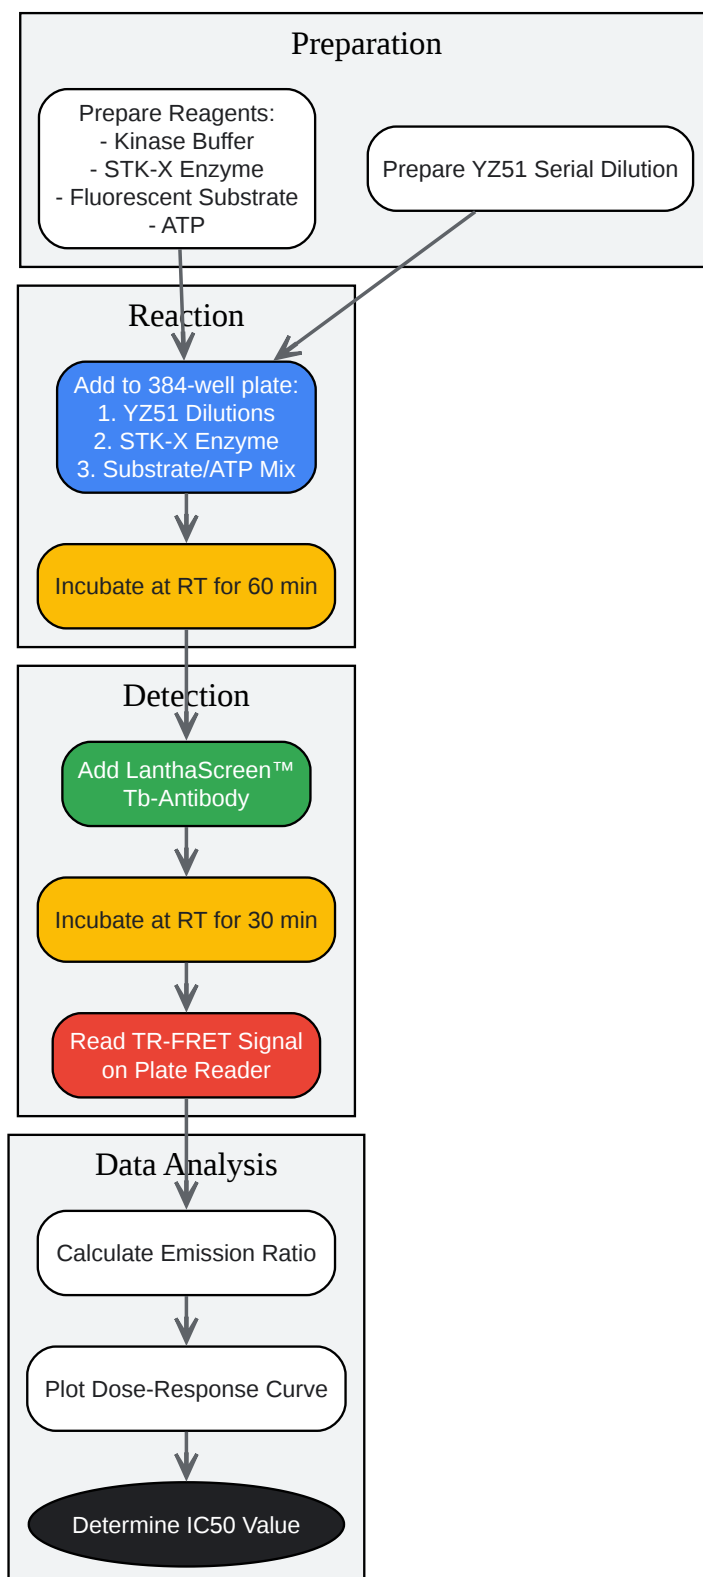 Preparation
Prepare Reagents:
- Kinase Buffer
- STK-X Enzyme
- Fluorescent Substrate
- ATP
Prepare YZ51 Serial Dilution
Reaction
Add to 384-well plate:
1. YZ51 Dilutions
2. STK-X Enzyme
3. Substrate/ATP Mix
Incubate at RT for 60 min
Detection
Add LanthaScreen™
Tb-Antibody
Incubate at RT for 30 min
Read TR-FRET Signal
on Plate Reader
Data Analysis
Calculate Emission Ratio
Plot Dose-Response Curve
Determine IC50 Value